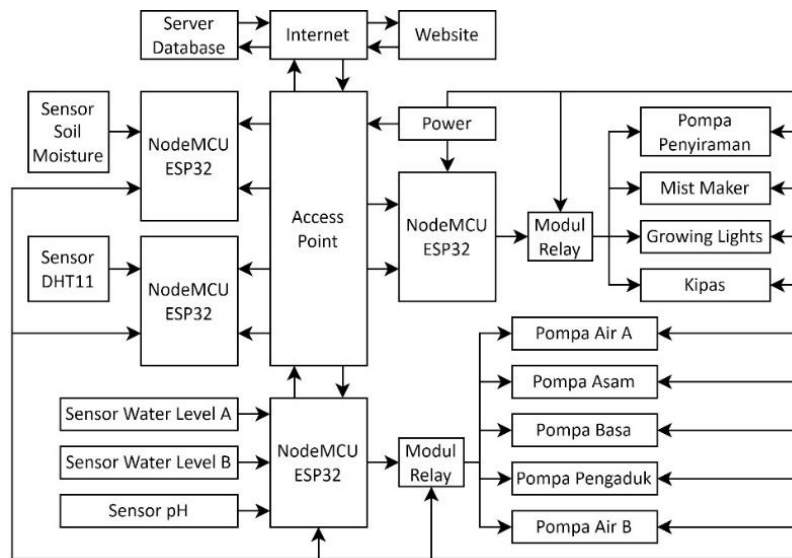 Server
Database
Internet
Website
Sensor
Soil
Moisture
NodeMCU
ESP32
Access
Point
Power
NodeMCU
ESP32
Modul
Relay
Pompa
Penyiraman
Mist Maker
Growing Lights
Kipas
Sensor
DHT11
NodeMCU
ESP32
Sensor Water Level A
Sensor Water Level B
Sensor pH
NodeMCU
ESP32
Modul
Relay
Pompa Air A
Pompa Asam
Pompa Basa
Pompa Pengaduk
Pompa Air B